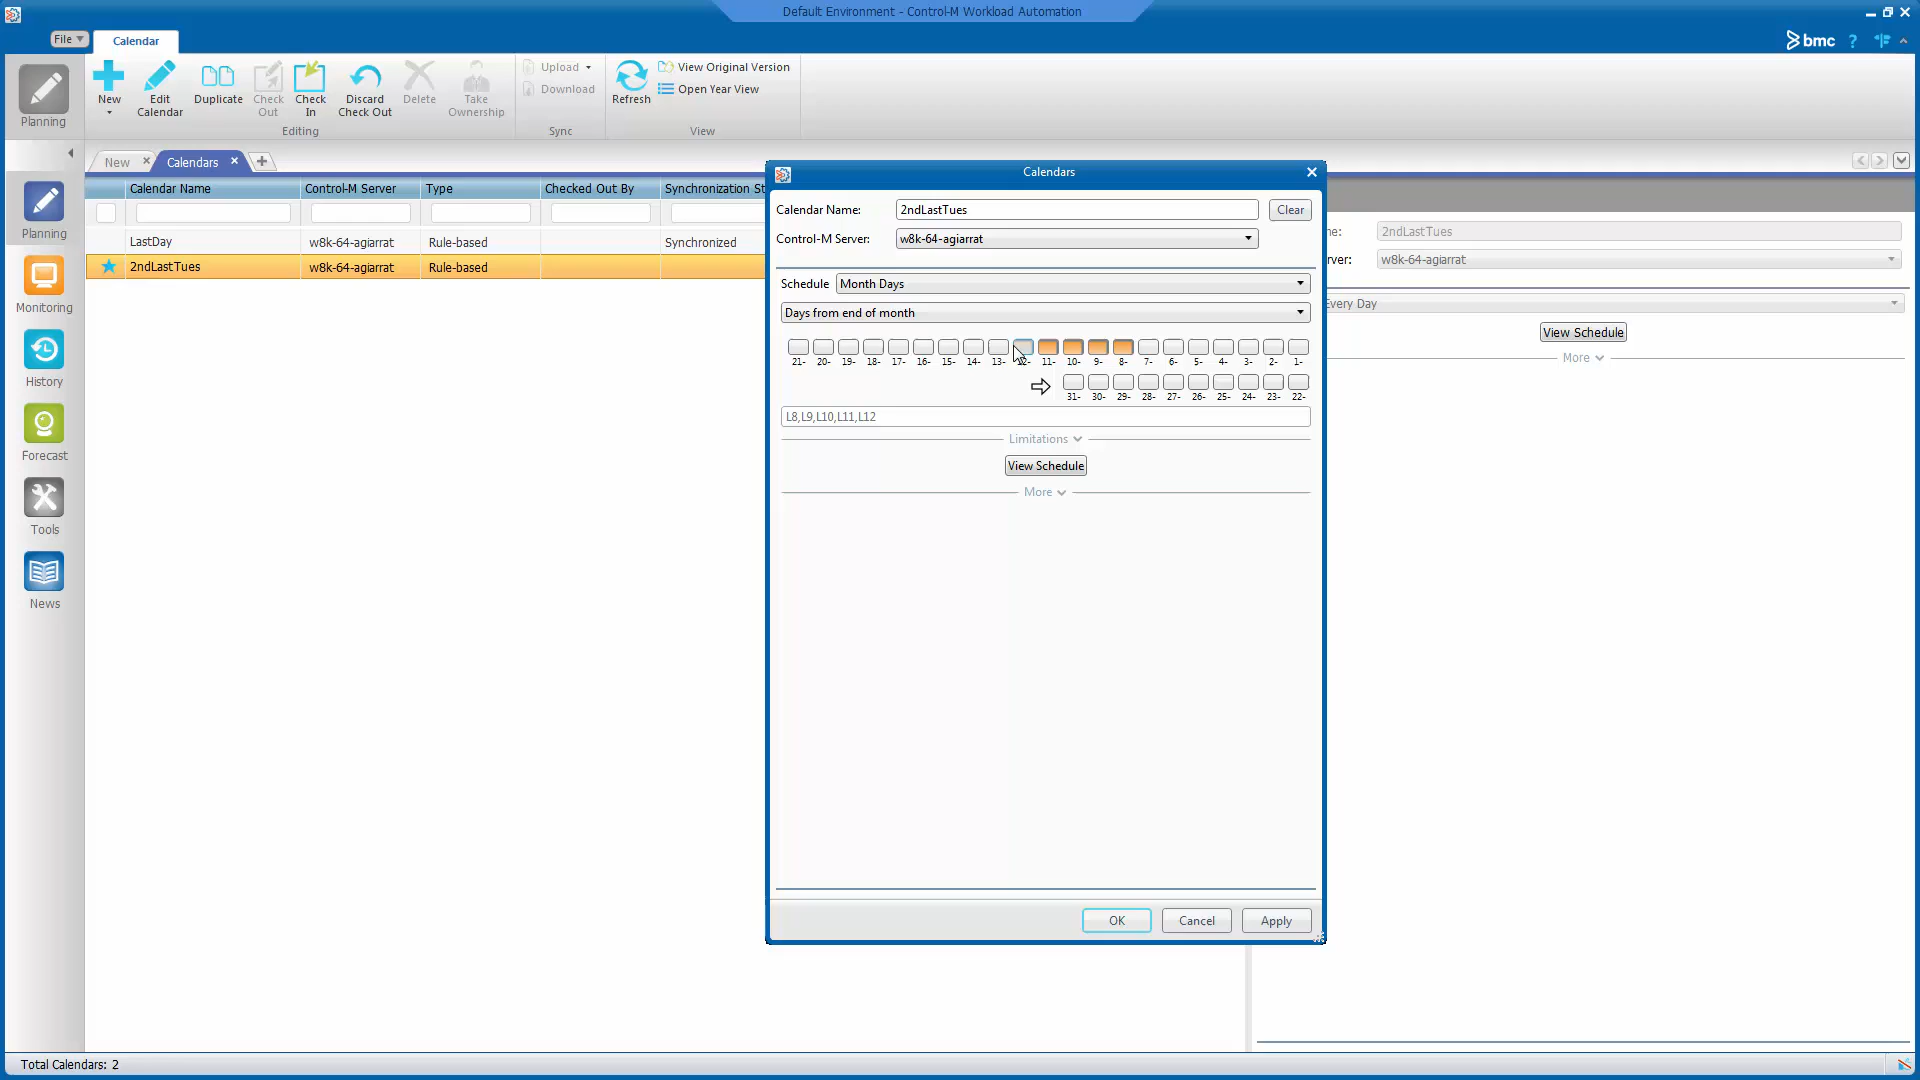 Default Environment - Control-M Workload Automation
File
Calendar
bmc
?
Planning
New
Edit Calendar
Duplicate
Check Out
Check In
Discard Check Out
Delete
Take Ownership
Editing
Upload
Download
Sync
Refresh
View Original Version
Open Year View
View
New
Calendars
Planning
Monitoring
History
Forecast
Tools
News
Calendar Name Control-M Server Type Checked Out By Synchronization St
LastDay w8k-64-agiarrat Rule-based Synchronized
2ndLastTues w8k-64-agiarrat Rule-based
Calendars
Calendar Name: 2ndLastTues Clear
Control-M Server: w8k-64-agiarrat
Schedule Month Days
Days from end of month
21- 20- 19- 18- 17- 16- 15- 14- 13- 11- 10- 9- 8- 7- 6- 5- 4- 3- 2- 1-
31- 30- 29- 28- 27- 26- 25- 24- 23- 22-
L8,L9,L10,L11,L12
Limitations
View Schedule
More
OK Cancel Apply
ne: 2ndLastTues
rver: w8k-64-agiarrat
Every Day
View Schedule
More
Total Calendars: 2